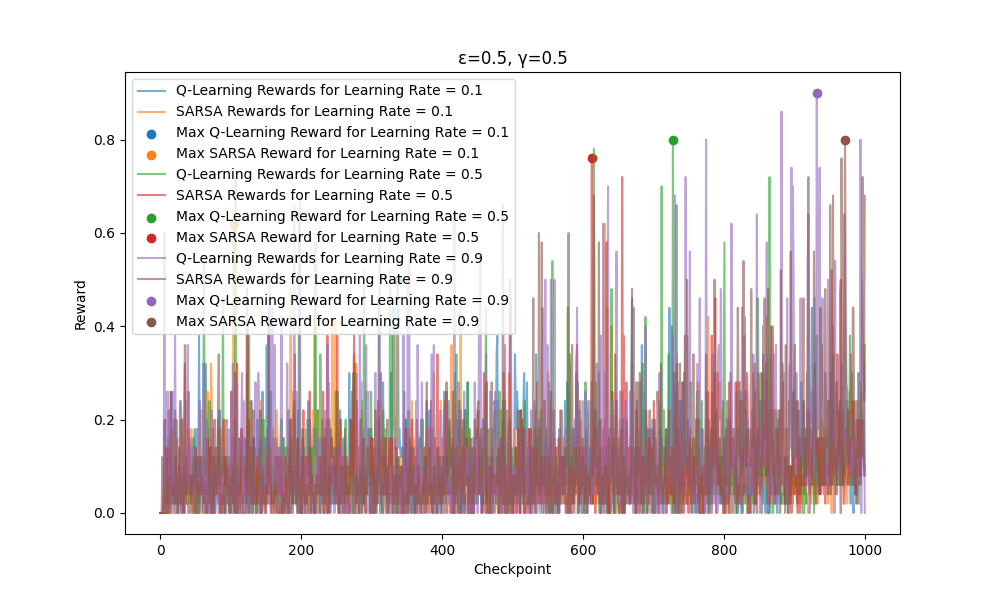 ε=0.5, γ=0.5
Q-Learning Rewards for Learning Rate = 0.1
SARSA Rewards for Learning Rate = 0.1
Max Q-Learning Reward for Learning Rate = 0.1
Max SARSA Reward for Learning Rate = 0.1
Q-Learning Rewards for Learning Rate = 0.5
SARSA Rewards for Learning Rate = 0.5
Max Q-Learning Reward for Learning Rate = 0.5
Max SARSA Reward for Learning Rate = 0.5
Q-Learning Rewards for Learning Rate = 0.9
SARSA Rewards for Learning Rate = 0.9
Max Q-Learning Reward for Learning Rate = 0.9
Max SARSA Reward for Learning Rate = 0.9
Reward
0.8
0.6
0.4
0.2
0.0
0 200 400 600 800 1000
Checkpoint